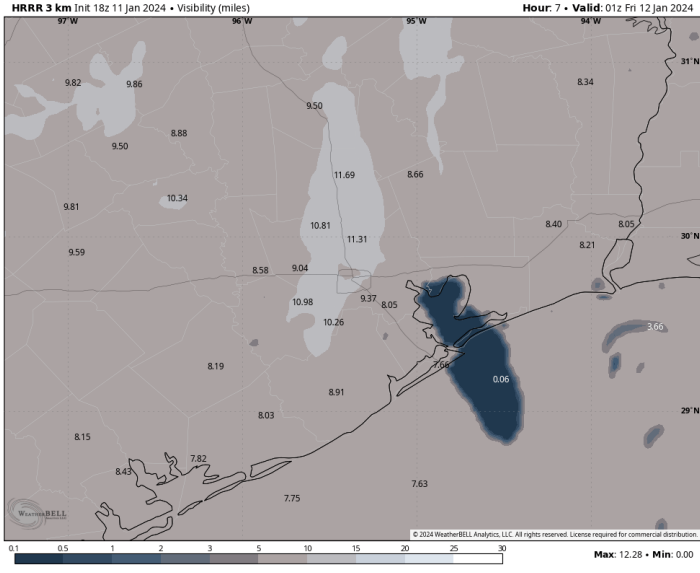 HRRR 3 km Init 18z 11 Jan 2024 • Visibility (miles)
Hour: 7 • Valid: 01z Fri 12 Jan 2024
97°W
96°W
95°W
94°W
31°N
9.82
9.86
8.34
9.50
8.88
9.50
11.69
8.66
10.34
9.81
10.81
8.40
8.05
30°N
11.31
8.21
9.59
8.58
9.04
10.98
9.37
8.05
10.26
3.66
7.66
8.19
0.06
8.91
8.03
29°N
8.15
7.82
8.43
7.63
7.75
WEATHERBELL
© 2024 WeatherBELL Analytics, LLC. All rights reserved. License required for commercial distribution.
0.1 0.5 1 2 3 5 10 15 20 25 30
Max: 12.28 • Min: 0.00